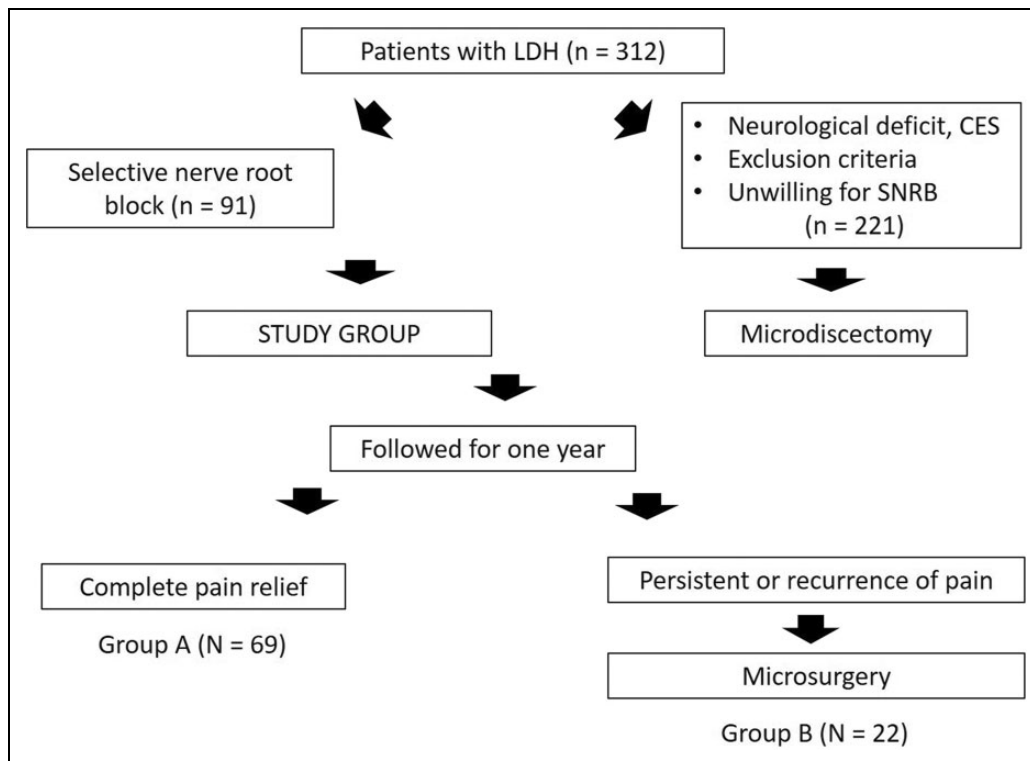 Patients with LDH (n = 312)
Selective nerve root
block (n = 91)
• Neurological deficit, CES
• Exclusion criteria
• Unwilling for SNRB
(n = 221)
STUDY GROUP
Microdiscectomy
Followed for one year
Complete pain relief
Group A (N = 69)
Persistent or recurrence of pain
Microsurgery
Group B (N = 22)